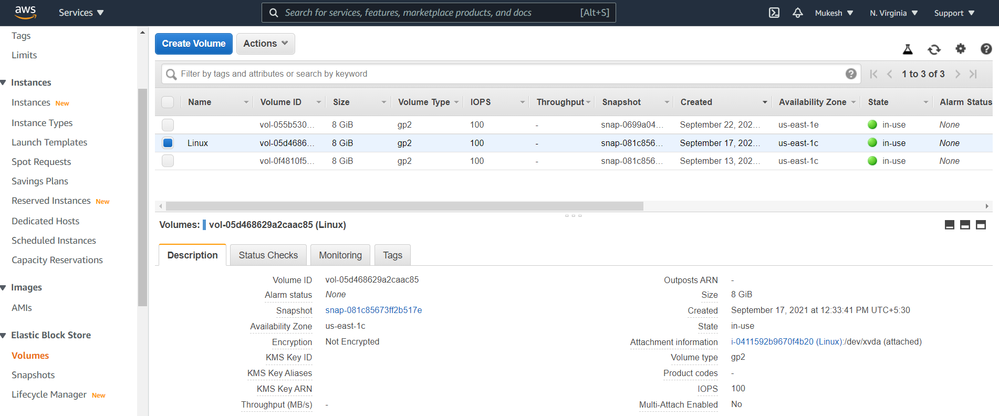 aws Services Search for services, features, marketplace products, and docs [Alt+S] Mukesh N. Virginia Support
Tags
Limits
Instances
Instances New
Instance Types
Launch Templates
Spot Requests
Savings Plans
Reserved Instances New
Dedicated Hosts
Scheduled Instances
Capacity Reservations
Images
AMIs
Elastic Block Store
Volumes
Snapshots
Lifecycle Manager New
Create Volume Actions
Filter by tags and attributes or search by keyword 1 to 3 of 3
Name Volume ID Size Volume Type IOPS Throughput Snapshot Created Availability Zone State Alarm Status
vol-055b530... 8 GiB gp2 100 - snap-0699a04... September 22, 202... us-east-1e in-use None
Linux vol-05d4686... 8 GiB gp2 100 - snap-081c856... September 17, 202... us-east-1c in-use None
vol-0f4810f5... 8 GiB gp2 100 - snap-081c856... September 13, 202... us-east-1c in-use None
Volumes: vol-05d468629a2caac85 (Linux)
Description Status Checks Monitoring Tags
Volume ID vol-05d468629a2caac85
Alarm status None
Snapshot snap-081c85673ff2b517e
Availability Zone us-east-1c
Encryption Not Encrypted
KMS Key ID
KMS Key Aliases
KMS Key ARN
Throughput (MB/s) -
Outposts ARN -
Size 8 GiB
Created September 17, 2021 at 12:33:41 PM UTC+5:30
State in-use
Attachment information i-0411592b9670f4b20 (Linux):/dev/xvda (attached)
Volume type gp2
Product codes -
IOPS 100
Multi-Attach Enabled No